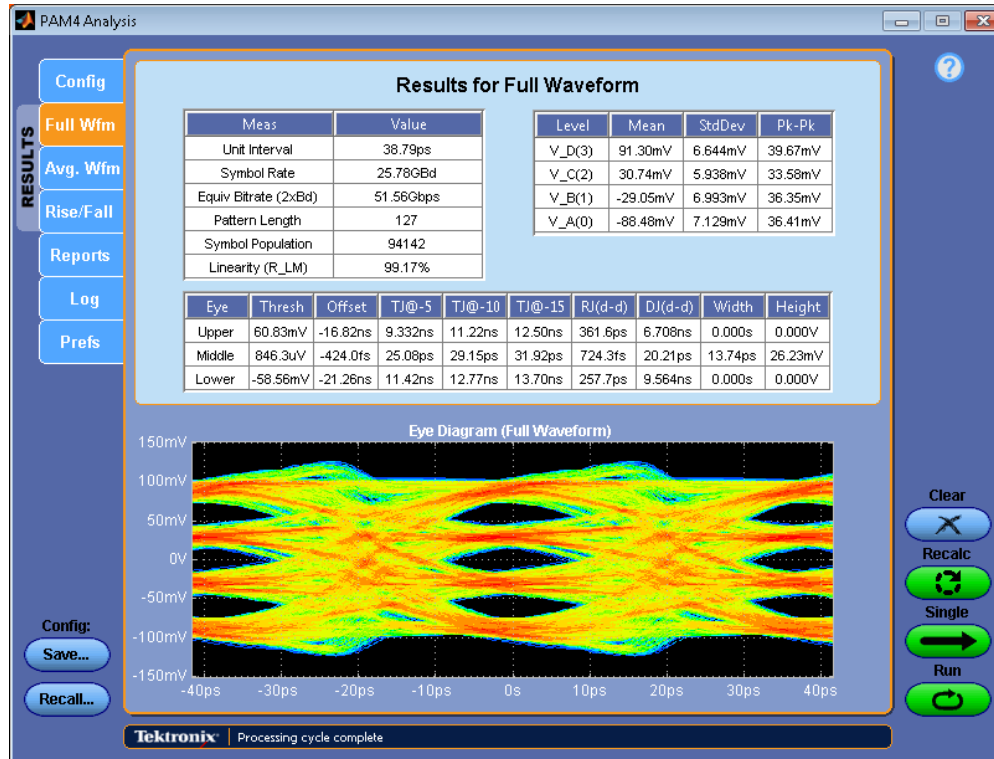 PAM4 Analysis
RESULTS
Config
Full Wfm
Avg. Wfm
Rise/Fall
Reports
Log
Prefs
Config:
Save...
Recall...
?
Results for Full Waveform
Meas Value
Unit Interval 38.79ps
Symbol Rate 25.78GBd
Equiv Bitrate (2xBd) 51.56Gbps
Pattern Length 127
Symbol Population 94142
Linearity (R_LM) 99.17%
Level Mean StdDev Pk-Pk
V_D(3) 91.30mV 6.644mV 39.67mV
V_C(2) 30.74mV 5.938mV 33.58mV
V_B(1) -29.05mV 6.993mV 36.35mV
V_A(0) -88.48mV 7.129mV 36.41mV
Eye Thresh Offset TJ@-5 TJ@-10 TJ@-15 RJ(d-d) DJ(d-d) Width Height
Upper 60.83mV -16.82ns 9.332ns 11.22ns 12.50ns 361.6ps 6.708ns 0.000s 0.000V
Middle 846.3uV -424.0fs 25.08ps 29.15ps 31.92ps 724.3fs 20.21ps 13.74ps 26.23mV
Lower -58.56mV -21.26ns 11.42ns 12.77ns 13.70ns 257.7ps 9.564ns 0.000s 0.000V
Eye Diagram (Full Waveform)
150mV
100mV
50mV
0V
-50mV
-100mV
-150mV
-40ps -30ps -20ps -10ps 0s 10ps 20ps 30ps 40ps
Clear
Recalc
Single
Run
Tektronix Processing cycle complete